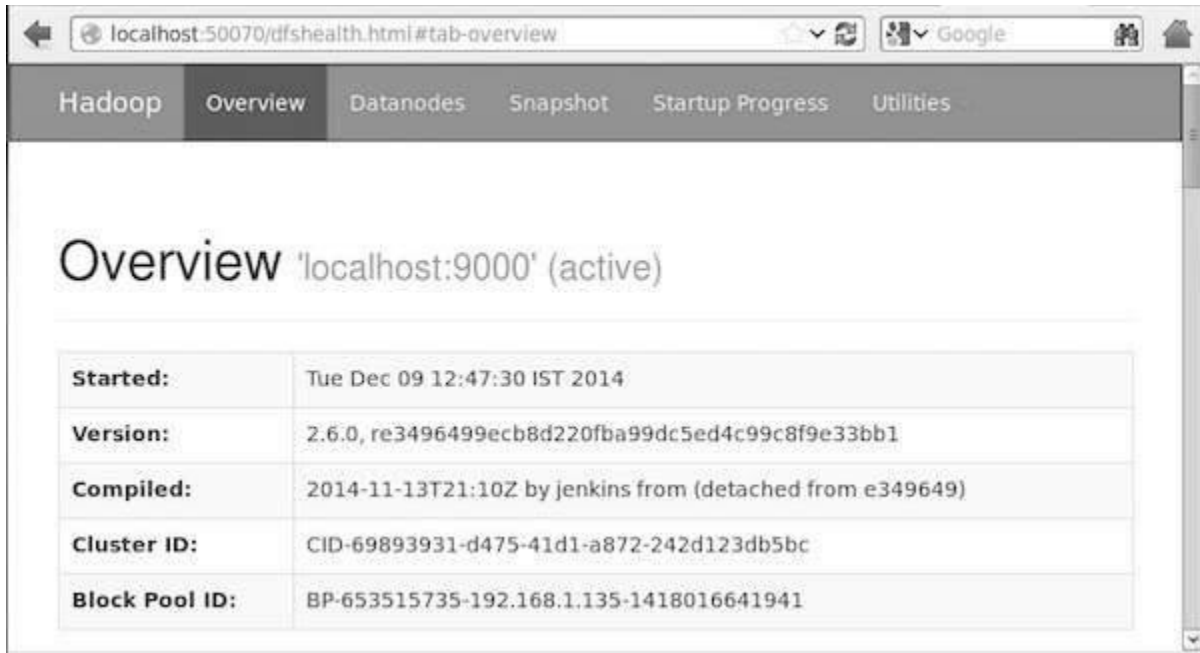 localhost:50070/dfshealth.html#tab-overview Google
Hadoop Overview Datanodes Snapshot Startup Progress Utilities
Overview 'localhost:9000' (active)
Started: Tue Dec 09 12:47:30 IST 2014
Version: 2.6.0, re3496499ecb8d220fba99dc5ed4c99c8f9e33bb1
Compiled: 2014-11-13T21:10Z by jenkins from (detached from e349649)
Cluster ID: CID-69893931-d475-41d1-a872-242d123db5bc
Block Pool ID: BP-653515735-192.168.1.135-1418016641941